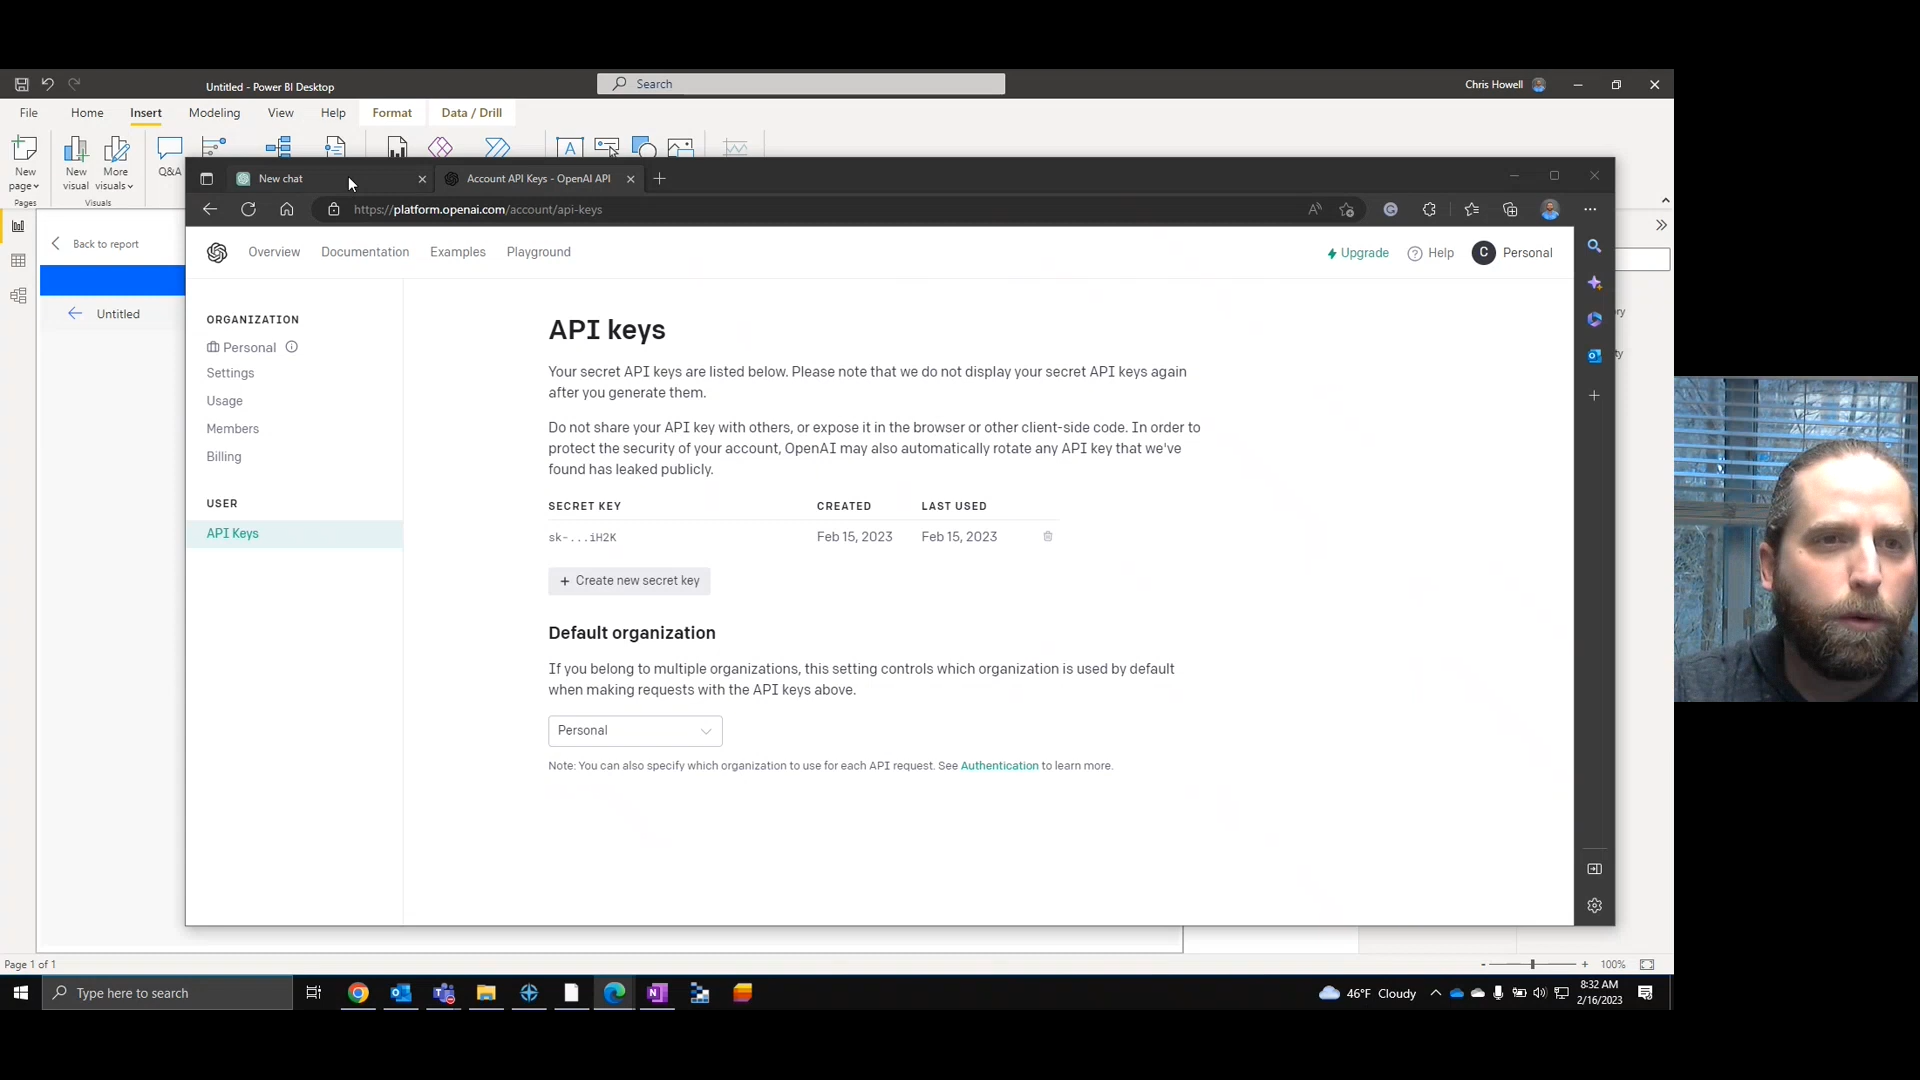 Untitled - Power BI Desktop
Search
Chris Howell
File
Home
Insert
Modeling
View
Help
Format
Data / Drill
New page
New visual
More visuals
Q&A
Pages
Visuals
New chat
Account API Keys - OpenAI API
https://platform.openai.com/account/api-keys
Back to report
Untitled
Overview
Documentation
Examples
Playground
Upgrade
Help
C
Personal
ORGANIZATION
Personal
Settings
Usage
Members
Billing
USER
API Keys
API keys
Your secret API keys are listed below. Please note that we do not display your secret API keys again
after you generate them.
Do not share your API key with others, or expose it in the browser or other client-side code. In order to
protect the security of your account, OpenAI may also automatically rotate any API key that we've
found has leaked publicly.
SECRET KEY CREATED LAST USED
sk-...iH2K Feb 15, 2023 Feb 15, 2023
+ Create new secret key
Default organization
If you belong to multiple organizations, this setting controls which organization is used by default
when making requests with the API keys above.
Personal
Note: You can also specify which organization to use for each API request. See Authentication to learn more.
Page 1 of 1
100%
Type here to search
46°F Cloudy
8:32 AM
2/16/2023